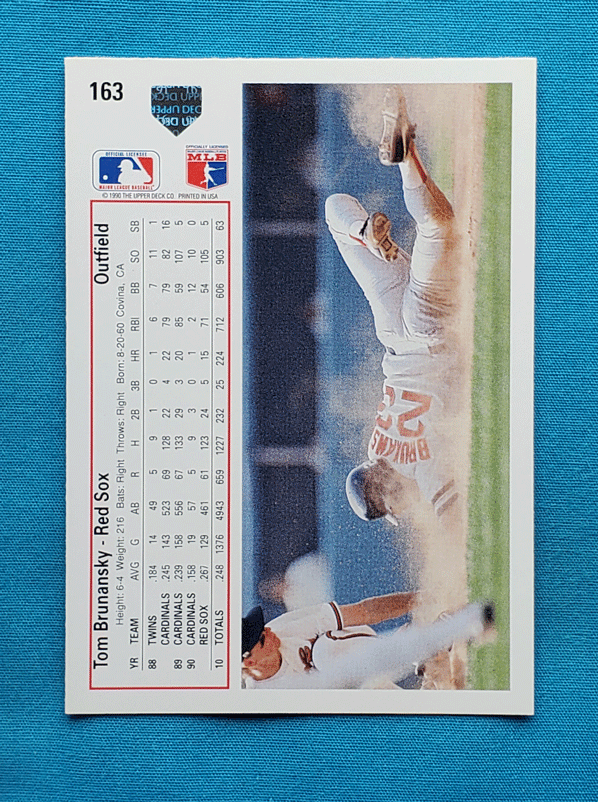 163
UPPER DECK
OFFICIAL LICENSEE
MAJOR LEAGUE BASEBALL
OFFICIALLY LICENSED
MLB
© 1990 THE UPPER DECK CO. PRINTED IN USA
Tom Brunansky - Red Sox Outfield
Height: 6-4 Weight: 216 Bats: Right Throws: Right Born: 8-20-60 Covina, CA
YR TEAM AVG G AB R H 2B 3B HR RBI BB SO SB
88 TWINS .184 14 49 5 9 1 0 1 6 7 11 1
CARDINALS .245 143 523 69 128 22 4 22 79 79 82 16
89 CARDINALS .239 158 556 67 133 29 3 20 85 59 107 5
90 CARDINALS .158 19 57 5 9 3 0 1 2 12 10 0
RED SOX .267 129 461 61 123 24 5 15 71 54 105 5
10 TOTALS .248 1376 4943 659 1227 232 25 224 712 606 903 63